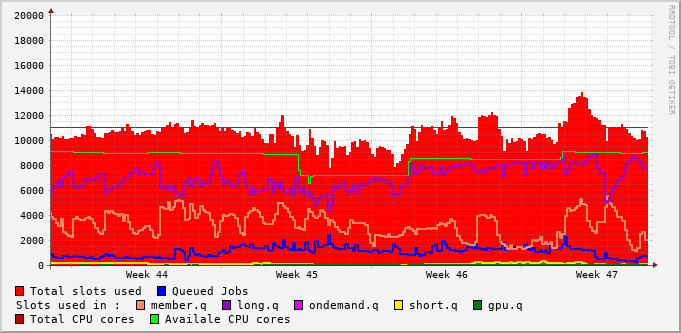 RRDTOOL / TOBI OETIKER
20000
18000
16000
14000
12000
10000
8000
6000
4000
2000
0
Week 44 Week 45 Week 46 Week 47
Total slots used Queued Jobs
Slots used in : member.q long.q ondemand.q short.q gpu.q
Total CPU cores Availale CPU cores